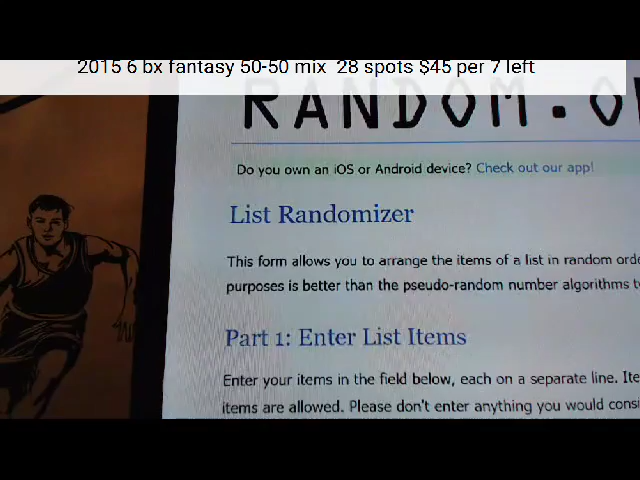 2015 6 bx fantasy 50-50 mix 28 spots $45 per 7 left
RANDOM.O
Do you own an iOS or Android device? Check out our app!
List Randomizer
This form allows you to arrange the items of a list in random
purposes is better than the pseudo-random number algorithms
Part 1: Enter List Items
Enter your items in the field below, each on a separate line.
items are allowed. Please don't enter anything you would